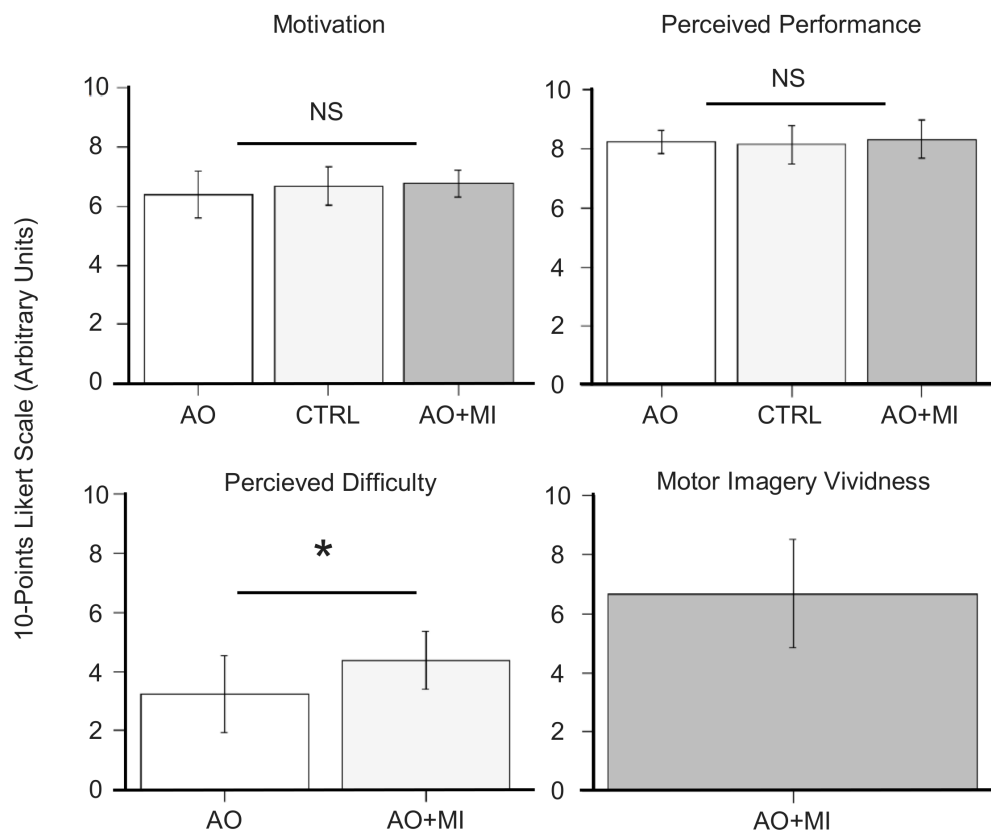 Motivation
Perceived Performance
10-Points Likert Scale (Arbitrary Units)
10
8
6
4
2
0
NS
AO
CTRL
AO+MI
10
8
6
4
2
0
NS
AO
CTRL
AO+MI
Percieved Difficulty
Motor Imagery Vividness
10
8
6
4
2
0
*
AO
AO+MI
10
8
6
4
2
0
AO+MI